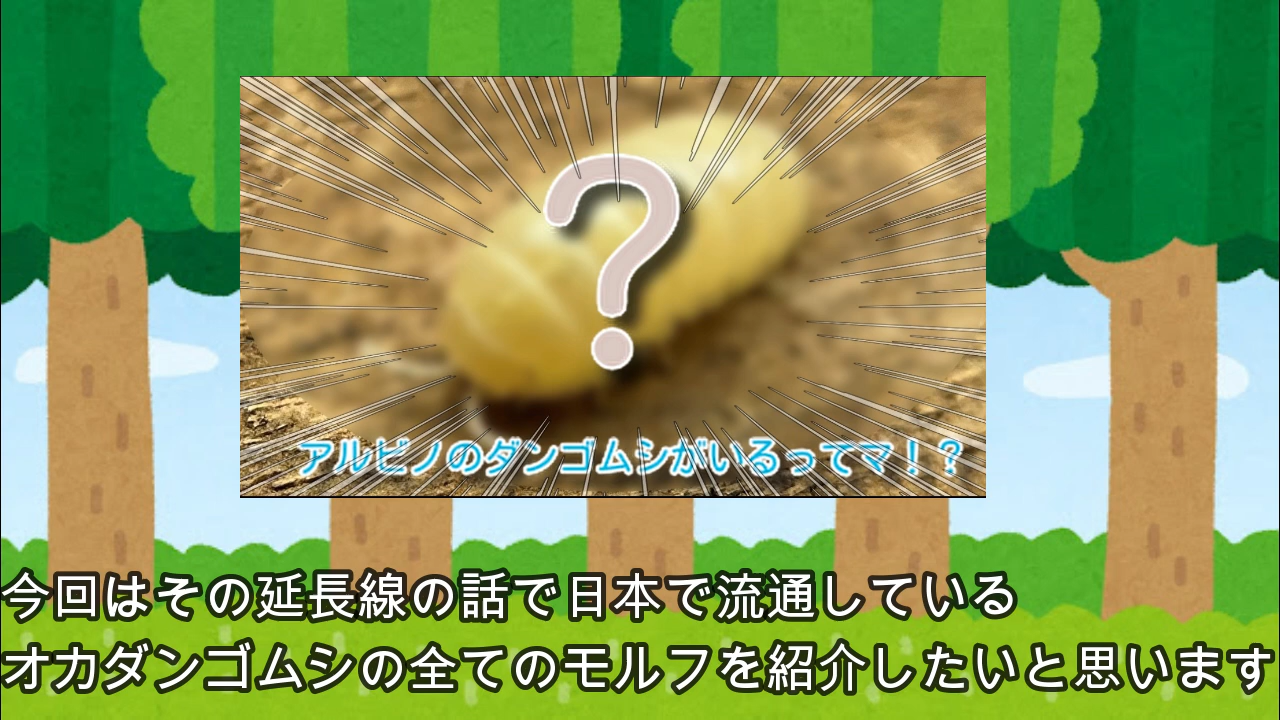 ?
アルビノのダンゴムシがいるってマ！？
今回はその延長線の話で日本で流通している
オカダンゴムシの全てのモルフを紹介したいと思います